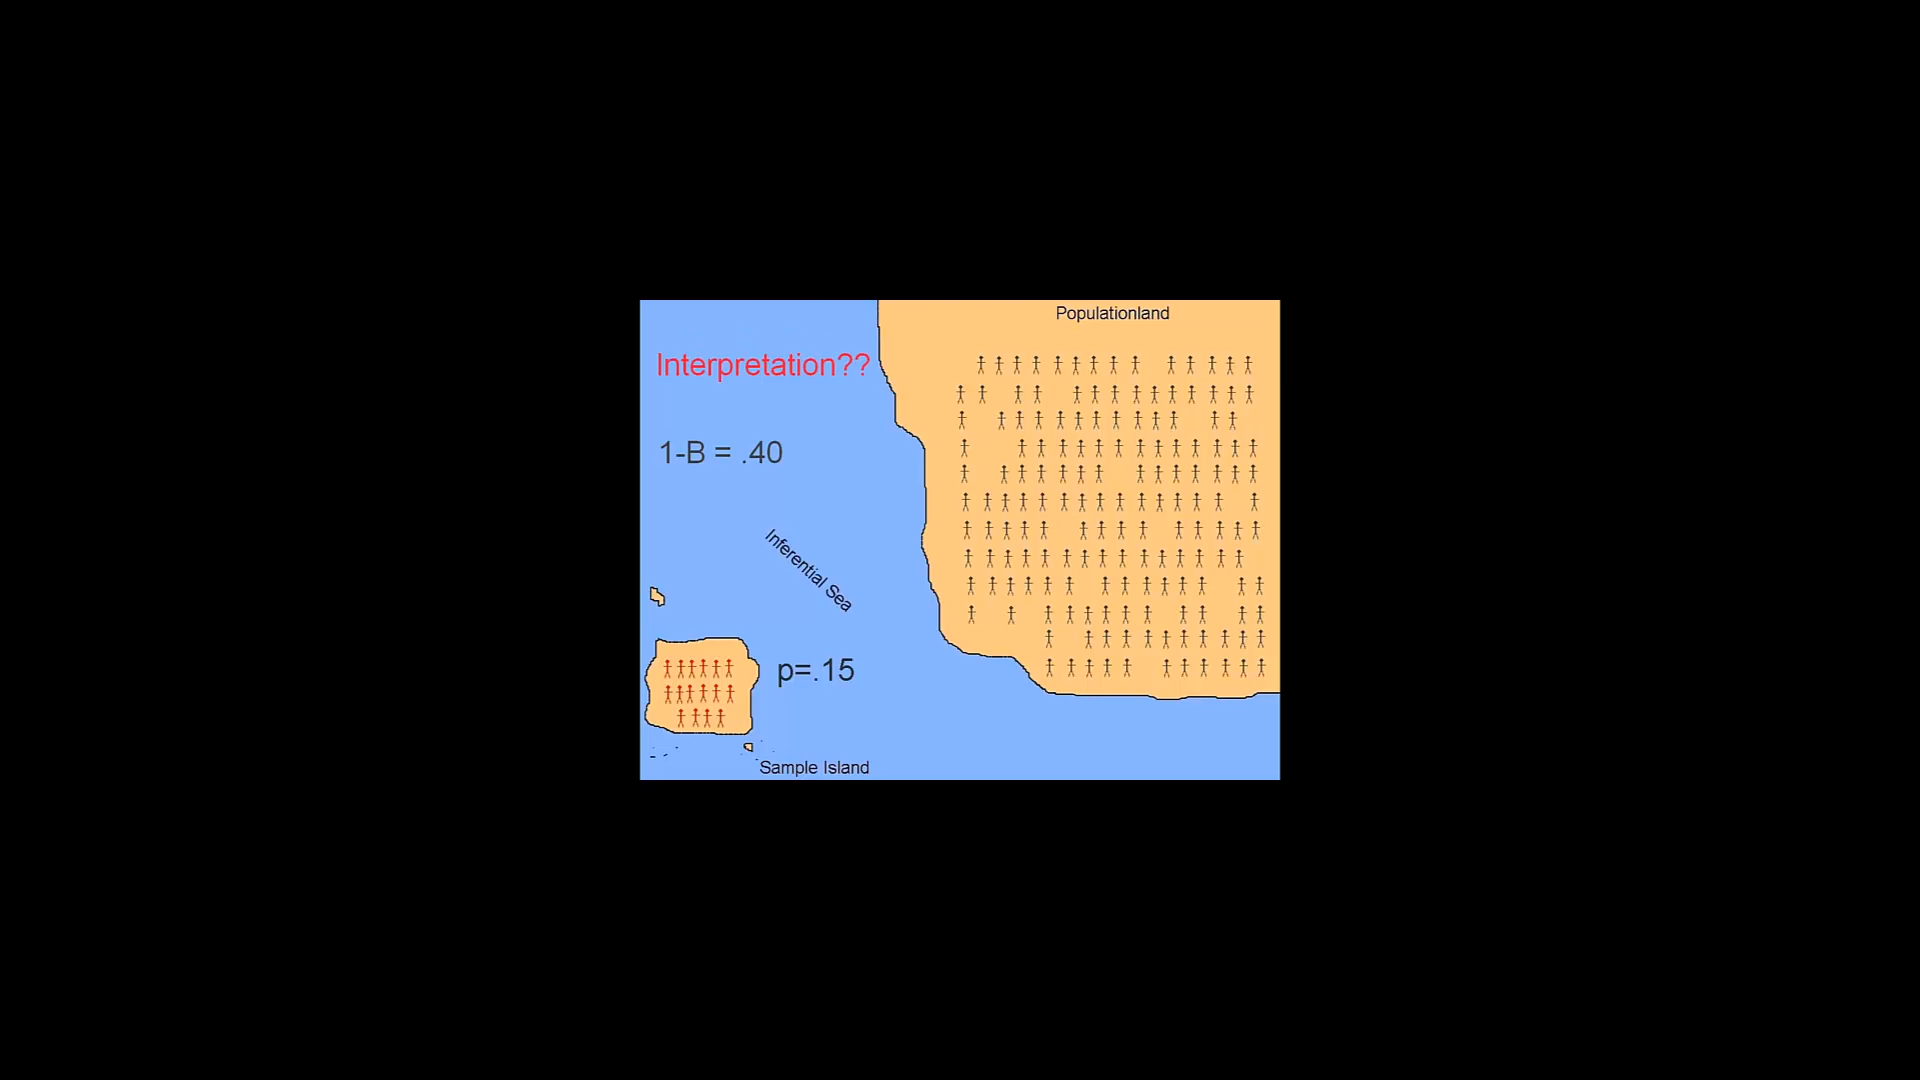 Populationland
Interpretation??
1-B = .40
Inferential Sea
p=.15
Sample Island